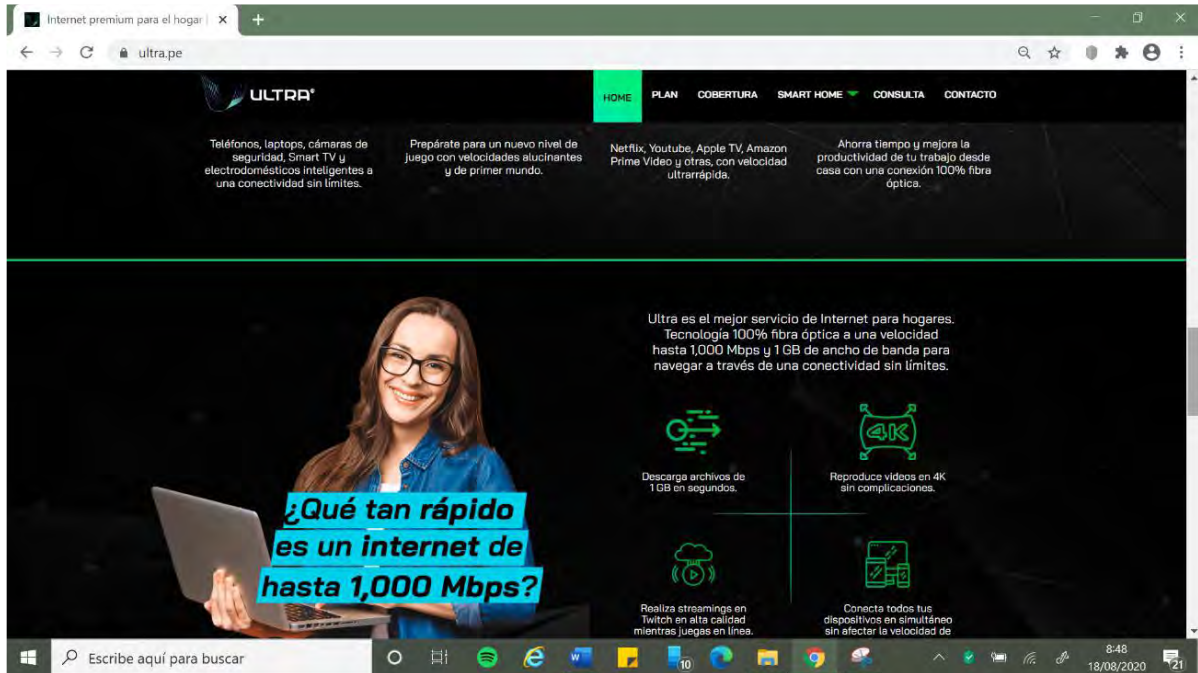 Internet premium para el hogar |
ultra.pe
ULTRA®
HOME PLAN COBERTURA SMART HOME CONSULTA CONTACTO
Teléfonos, laptops, cámaras de
seguridad, Smart TV y
electrodomésticos inteligentes a
una conectividad sin límites.
Prepárate para un nuevo nivel de
juego con velocidades alucinantes
y de primer mundo.
Netflix, Youtube, Apple TV, Amazon
Prime Video y otras, con velocidad
ultrarrápida.
Ahorra tiempo y mejora la
productividad de tu trabajo desde
casa con una conexión 100% fibra
óptica.
¿Qué tan rápido
es un internet de
hasta 1,000 Mbps?
Ultra es el mejor servicio de Internet para hogares.
Tecnología 100% fibra óptica a una velocidad
hasta 1,000 Mbps y 1 GB de ancho de banda para
navegar a través de una conectividad sin límites.
Descarga archivos de
1 GB en segundos.
4K
Reproduce videos en 4K
sin complicaciones.
Realiza streamings en
Twitch en alta calidad
mientras juegas en línea.
Conecta todos tus
dispositivos en simultáneo
sin afectar la velocidad de
Escribe aquí para buscar
10
8:48
18/08/2020
21